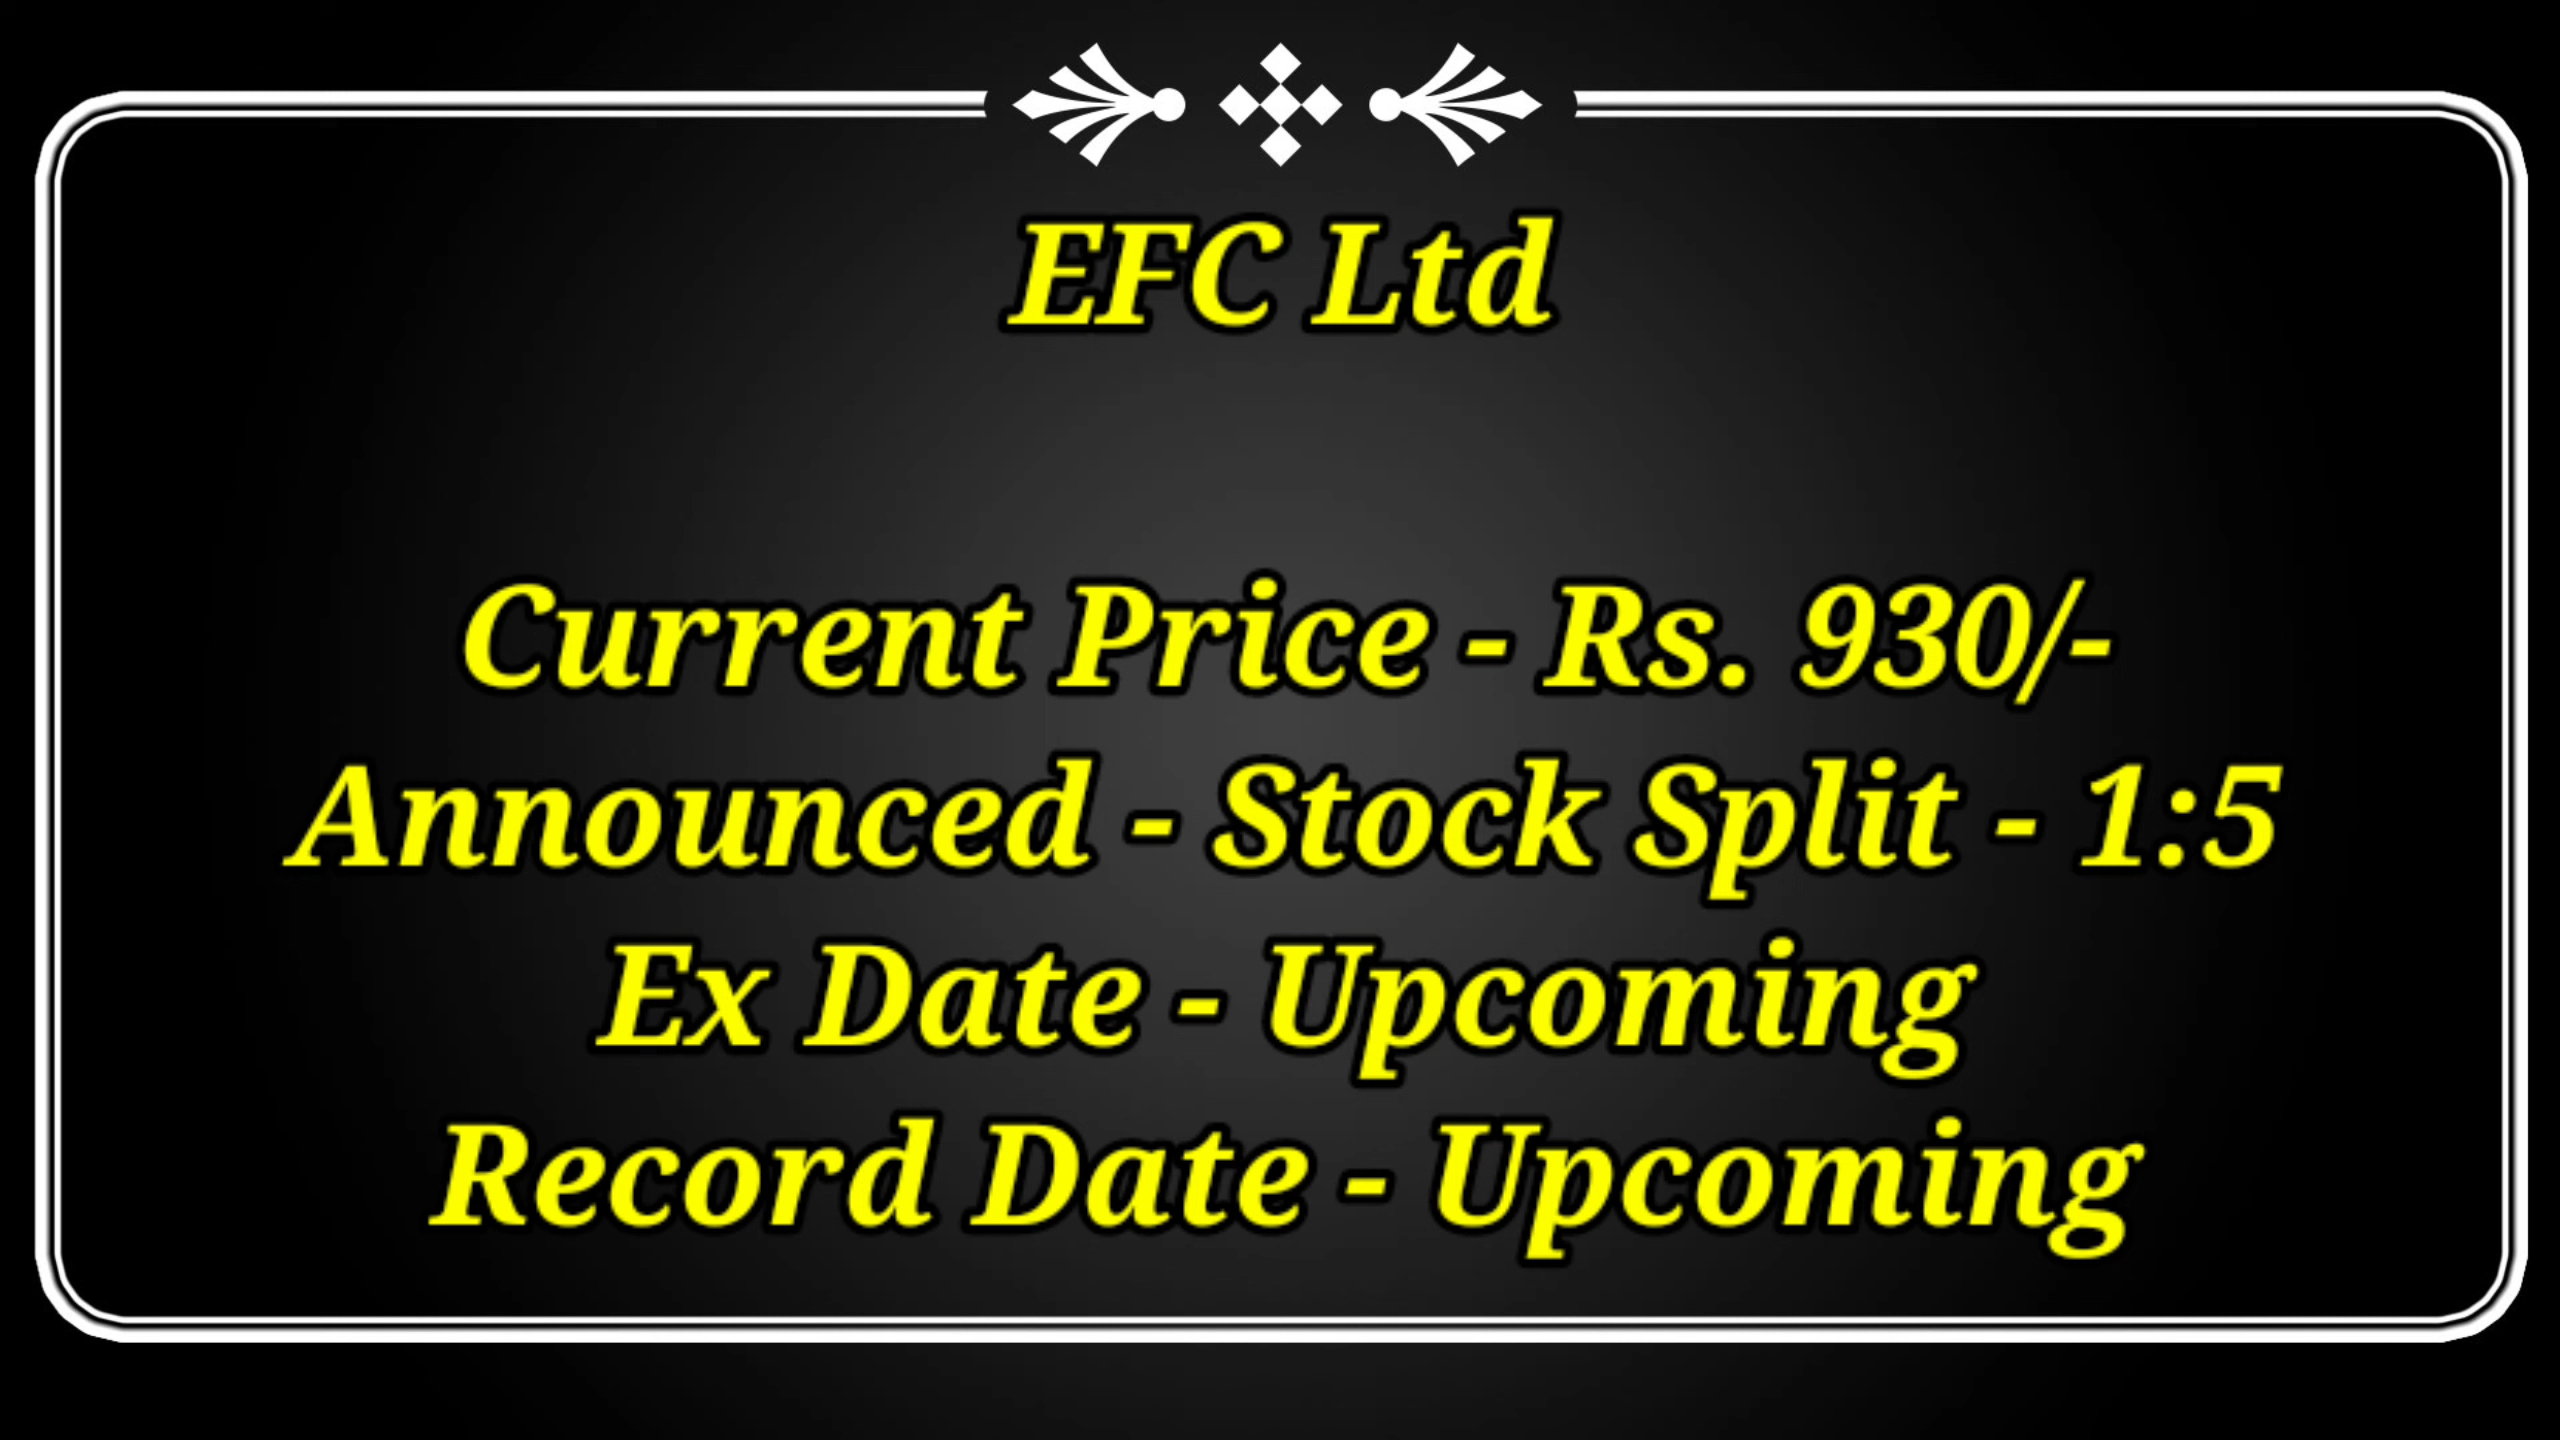 EFC Ltd
Current Price - Rs. 930/-
Announced - Stock Split - 1:5
Ex Date - Upcoming
Record Date - Upcoming